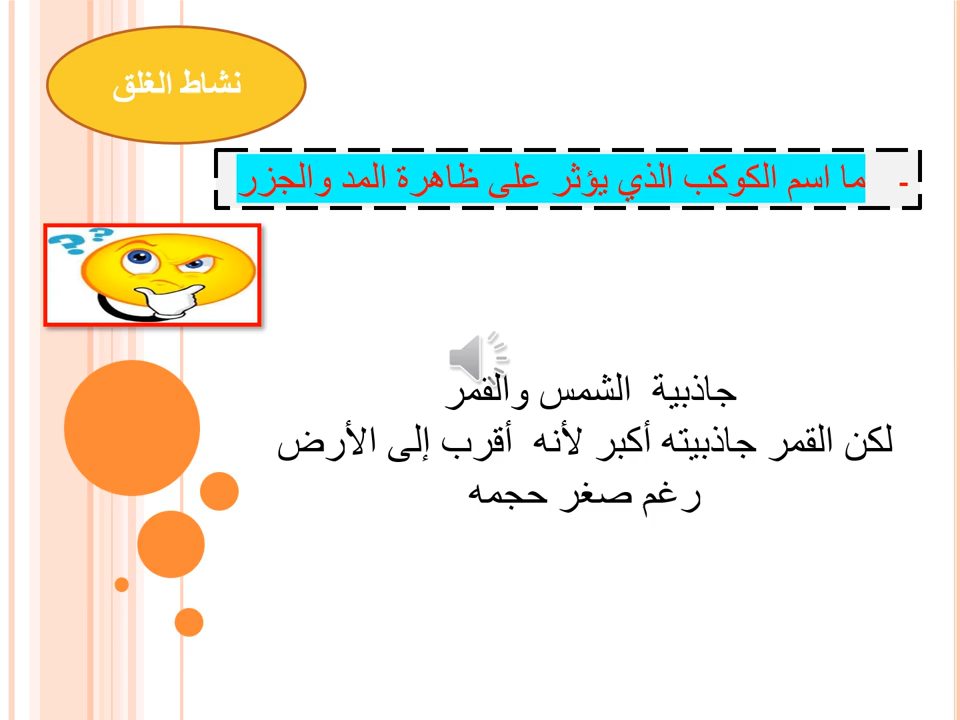 نشاط الغلق
- ما اسم الكوكب الذي يؤثر على ظاهرة المد والجزر
؟ ?
جاذبية الشمس والقمر
لكن القمر جاذبيته أكبر لأنه أقرب إلى الأرض
رغم صغر حجمه